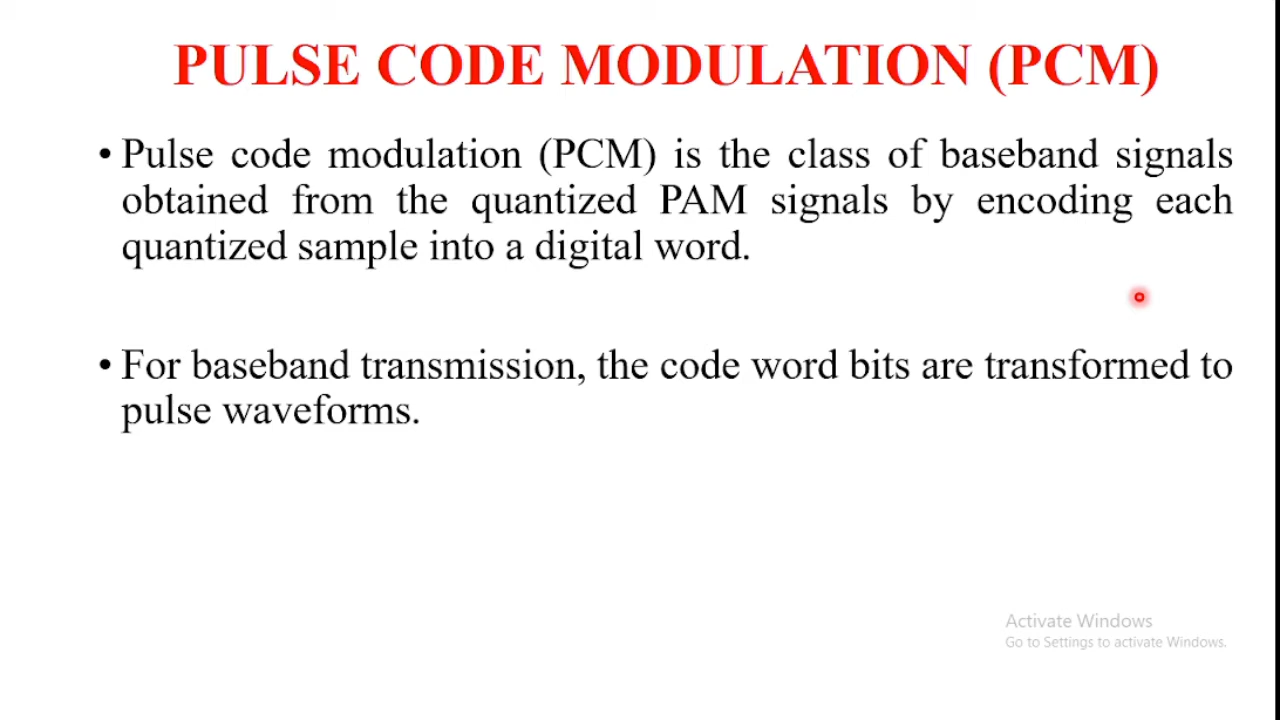 PULSE CODE MODULATION (PCM)
• Pulse code modulation (PCM) is the class of baseband signals
obtained from the quantized PAM signals by encoding each
quantized sample into a digital word.
• For baseband transmission, the code word bits are transformed to
pulse waveforms.
Activate Windows
Go to Settings to activate Windows.